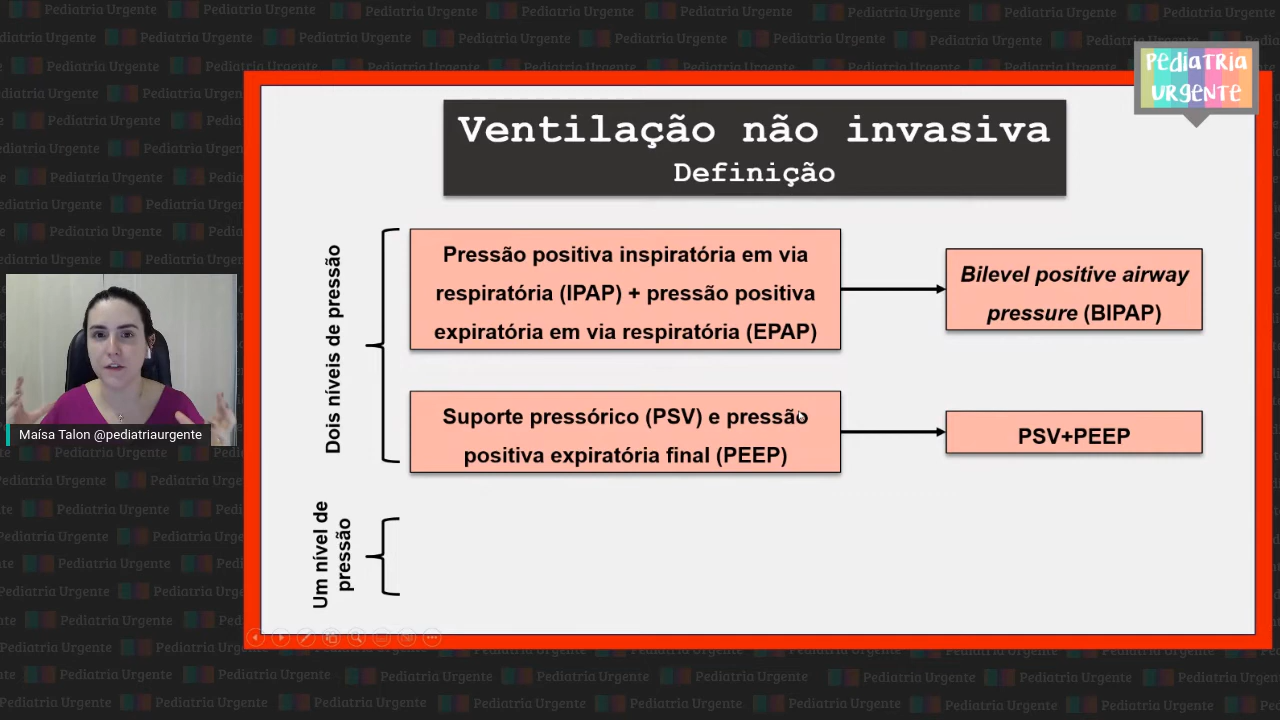 PEDIATRIA
URGENTE
Ventilação não invasiva
Definição
Dois níveis de pressão
Pressão positiva inspiratória em via
respiratória (IPAP) + pressão positiva
expiratória em via respiratória (EPAP)
Bilevel positive airway
pressure (BIPAP)
Suporte pressórico (PSV) e pressão
positiva expiratória final (PEEP)
PSV+PEEP
Um nível de
pressão
Maísa Talon @pediatriaurgente
Pediatria Urgente